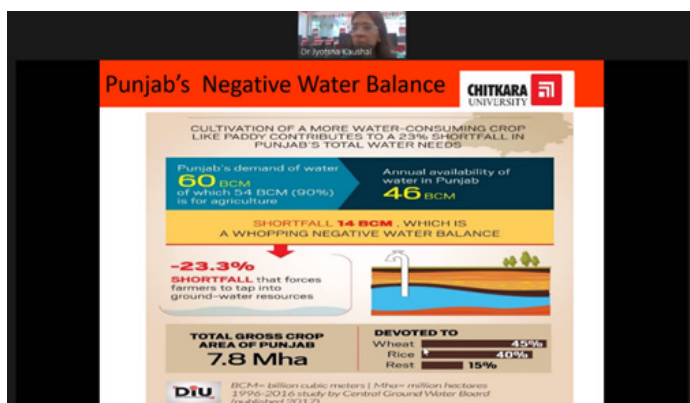 Dr Jyotsna Kaushal
Punjab's Negative Water Balance
CHITKARA
UNIVERSITY
CULTIVATION OF A MORE WATER-CONSUMING CROP
LIKE PADDY CONTRIBUTES TO A 23% SHORTFALL IN
PUNJAB'S TOTAL WATER NEEDS
Punjab's demand of water
60 BCM
of which 54 BCM (90%)
is for agriculture
Annual availability of
water in Punjab
46 BCM
SHORTFALL 14 BCM, WHICH IS
A WHOPPING NEGATIVE WATER BALANCE
-23.3%
SHORTFALL that forces
farmers to tap into
ground-water resources
TOTAL GROSS CROP
AREA OF PUNJAB
7.8 Mha
DEVOTED TO
Wheat 45%
Rice 40%
Rest 15%
DiU
BCM= billion cubic meters | Mha= million hectares
1996-2016 study by Central Ground Water Board
(published 2017)